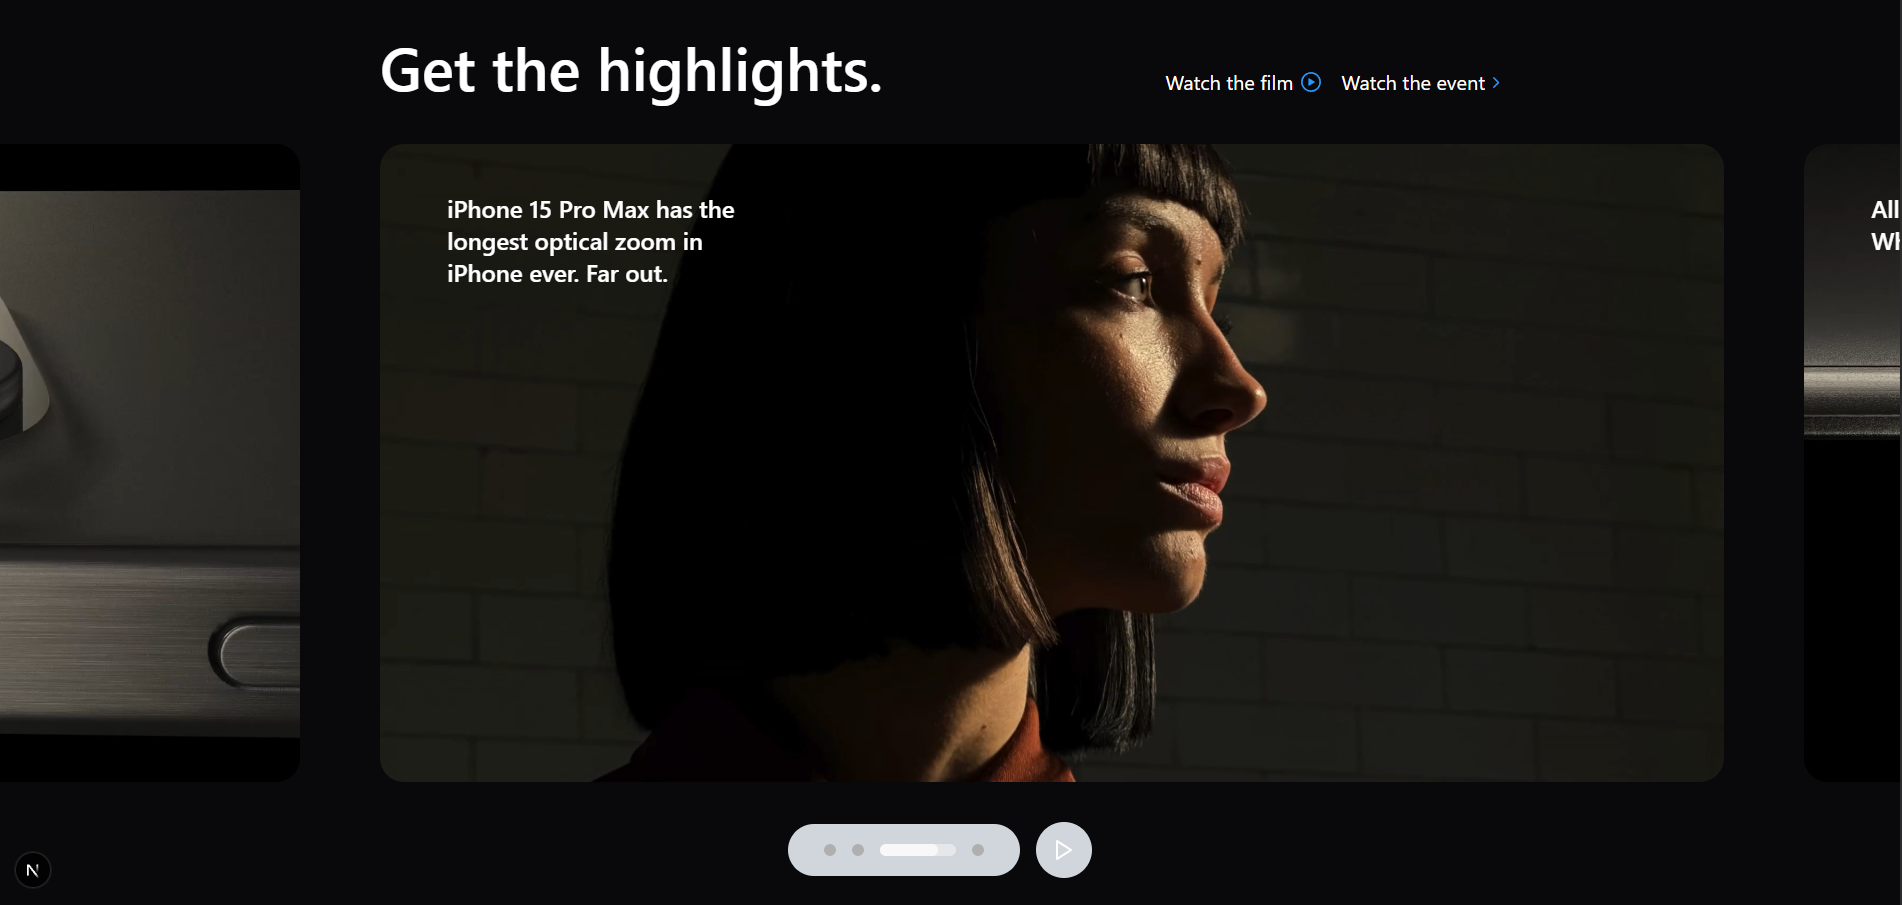 Get the highlights.
Watch the film
Watch the event
iPhone 15 Pro Max has the
longest optical zoom in
iPhone ever. Far out.
All
N